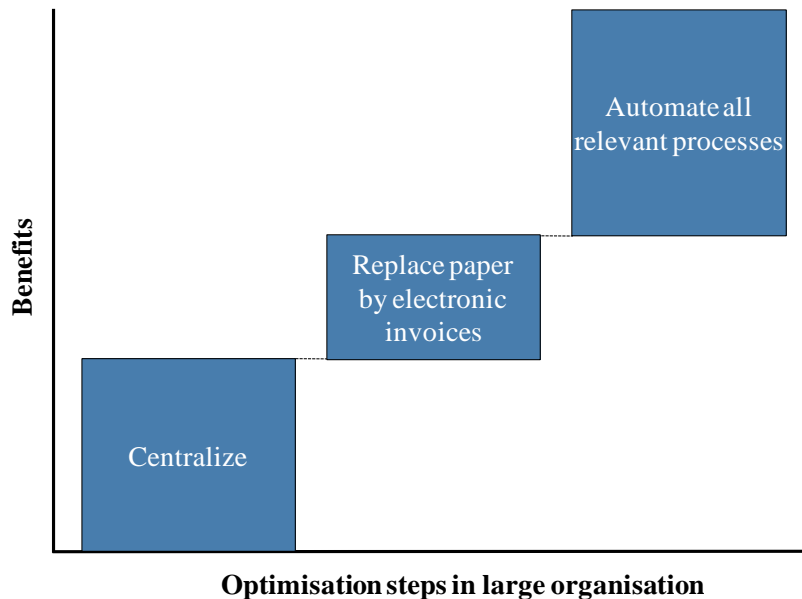 Automate all
relevant processes
Replace paper
by electronic
invoices
Centralize
Benefits
Optimisation steps in large organisation